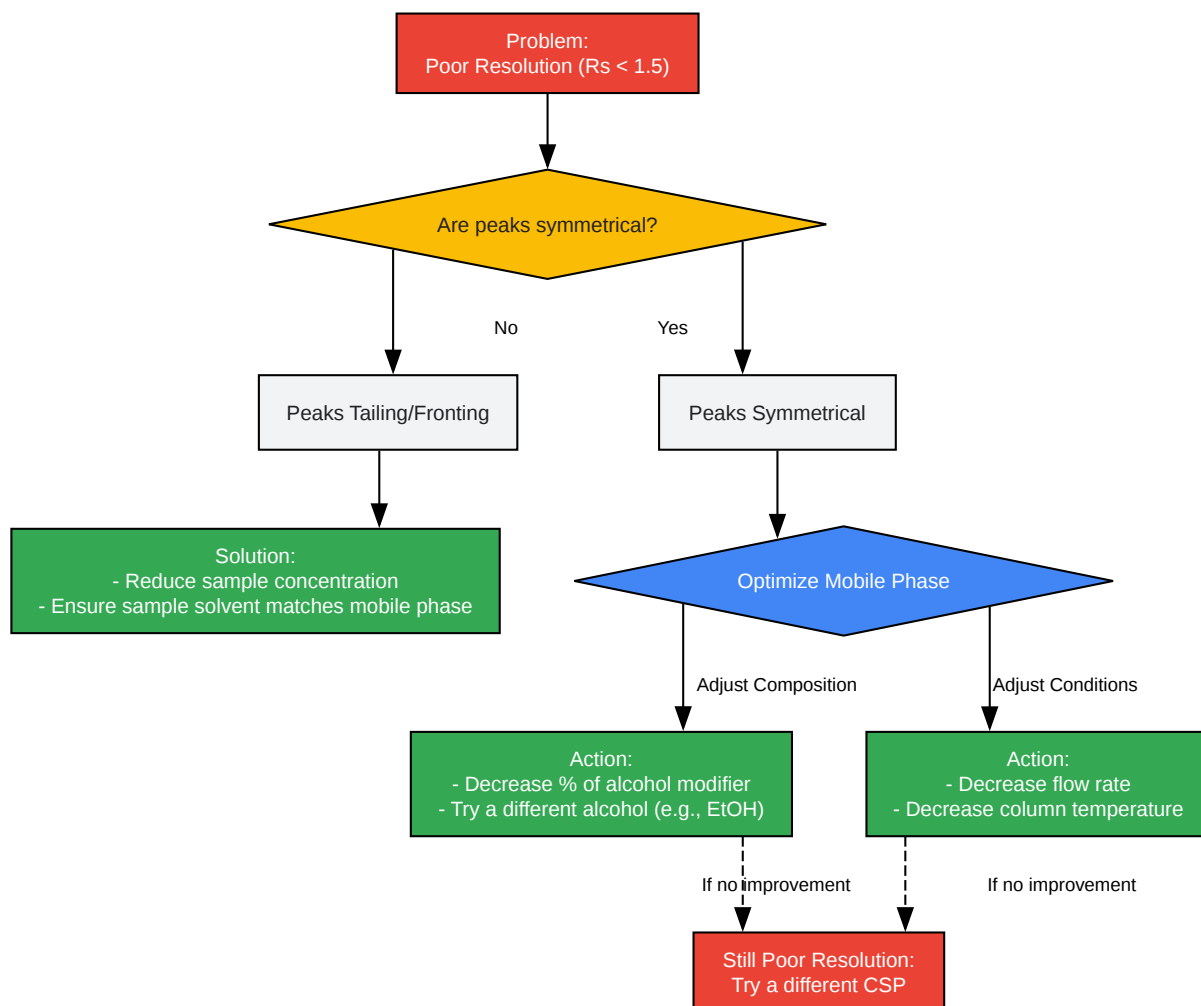 Problem:
Poor Resolution (Rs < 1.5)
Are peaks symmetrical?
No
Yes
Peaks Tailing/Fronting
Peaks Symmetrical
Solution:
- Reduce sample concentration
- Ensure sample solvent matches mobile phase
Optimize Mobile Phase
Adjust Composition
Adjust Conditions
Action:
- Decrease % of alcohol modifier
- Try a different alcohol (e.g., EtOH)
Action:
- Decrease flow rate
- Decrease column temperature
If no improvement
If no improvement
Still Poor Resolution:
Try a different CSP